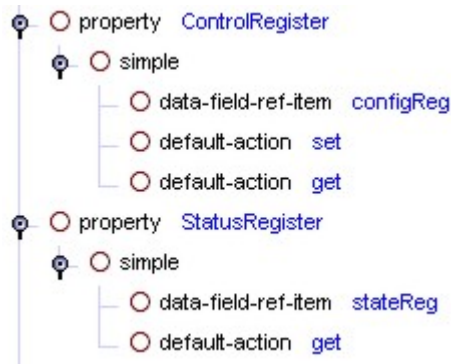 property ControlRegister
simple
data-field-ref-item configReg
default-action set
default-action get
property StatusRegister
simple
data-field-ref-item stateReg
default-action get